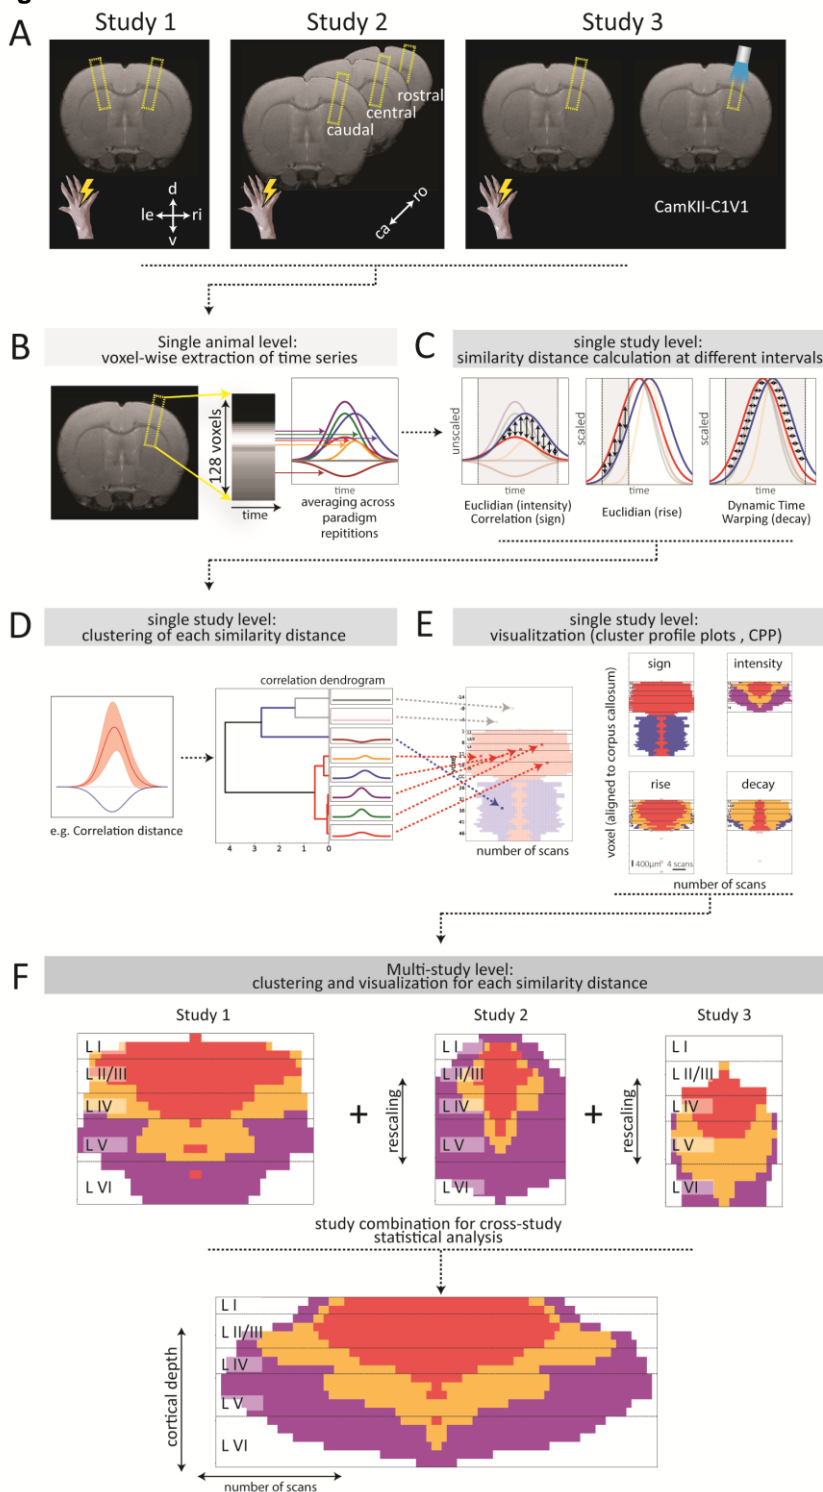 Study 1
Study 2
Study 3
A
rostral
central
caudal
d
le
ri
v
ro
ca
CamKII-C1V1
B
Single animal level:
voxel-wise extraction of time series
C
single study level:
similarity distance calculation at different intervals
128 voxels
time
time
averaging across
paradigm
repititions
unscaled
time
Euclidian (intensity)
Correlation (sign)
scaled
time
Euclidian (rise)
scaled
time
Dynamic Time
Warping (decay)
D
single study level:
clustering of each similarity distance
E
single study level:
visualitzation (cluster profile plots , CPP)
e.g. Correlation distance
correlation dendrogram
4
3
2
1
0
number of scans
voxel (aligned to corpus callosum)
sign
intensity
rise
decay
400µm
4 scans
number of scans
F
Multi-study level:
clustering and visualization for each similarity distance
Study 1
Study 2
Study 3
L I
L II/III
L IV
L V
L VI
+
rescaling
L I
L II/III
L IV
L V
L VI
+
rescaling
L I
L II/III
L IV
L V
L VI
study combination for cross-study
statistical analysis
cortical depth
L I
L II/III
L IV
L V
L VI
number of scans